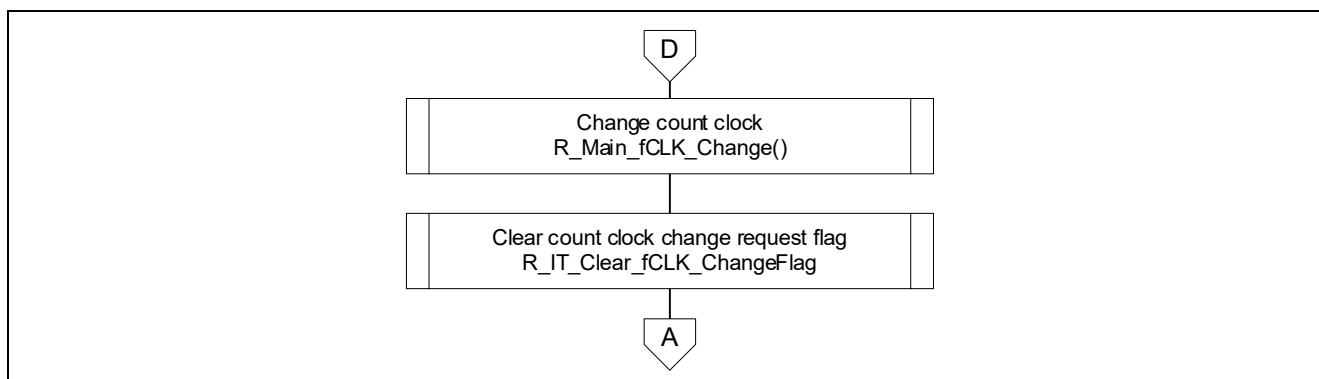 D
Change count clock
R_Main_fCLK_Change()
Clear count clock change request flag
R_IT_Clear_fCLK_ChangeFlag
A